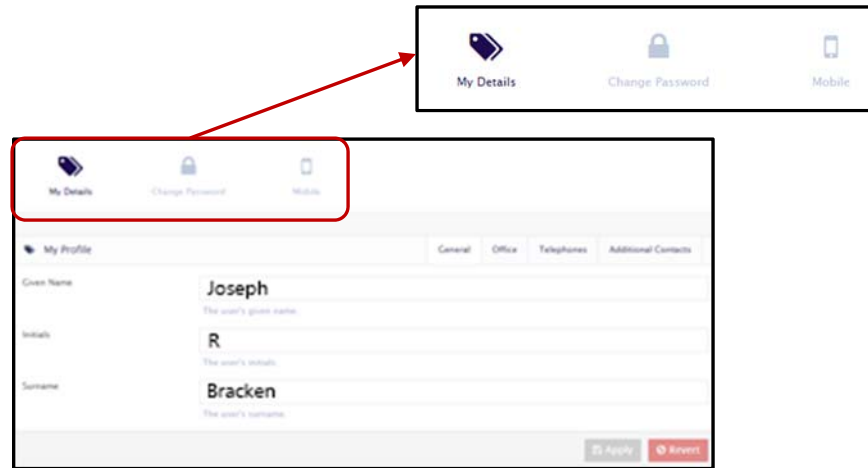 My Details Change Password Mobile
My Details Change Password Mobile
My Profile General Office Telephones Additional Contacts
Given Name Joseph
The user's given name.
Initials R
The user's initials.
Surname Bracken
The user's surname.
Apply Revert